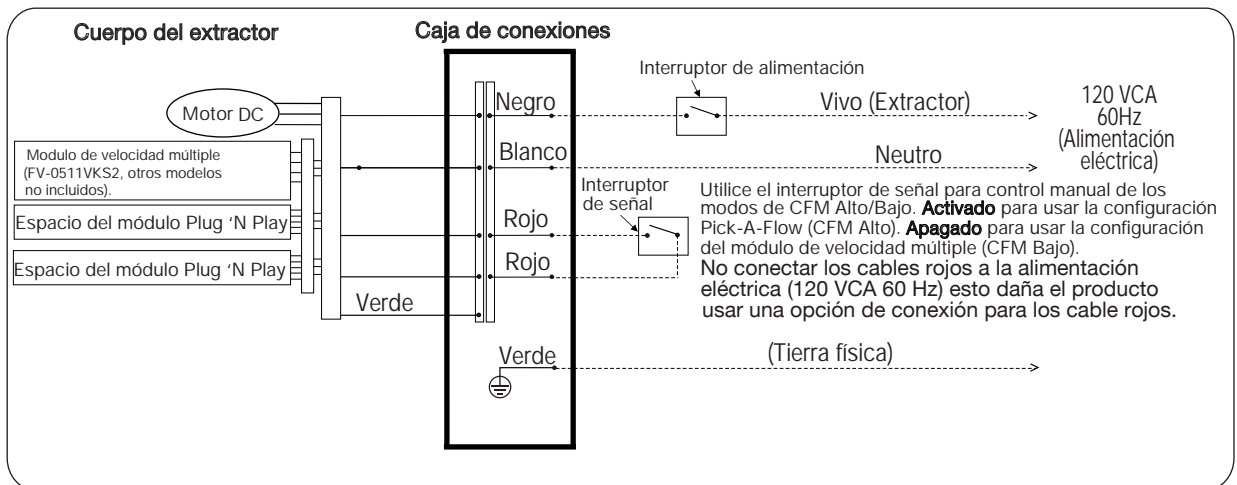 Cuerpo del extractor
Caja de conexiones
Interruptor de alimentación
Motor DC
Negro
Vivo (Extractor)
120 VCA
60Hz
(Alimentación
eléctrica)
Modulo de velocidad múltiple
(FV-0511VKS2, otros modelos
no incluidos).
Blanco
Neutro
Espacio del módulo Plug 'N Play
Espacio del módulo Plug 'N Play
Rojo
Rojo
Interruptor
de señal
Utilice el interruptor de señal para control manual de los
modos de CFM Alto/Bajo. Activado para usar la configuración
Pick-A-Flow (CFM Alto). Apagado para usar la configuración
del módulo de velocidad múltiple (CFM Bajo).
No conectar los cables rojos a la alimentación
eléctrica (120 VCA 60 Hz) esto daña el producto
usar una opción de conexión para los cable rojos.
Verde
Verde
(Tierra física)